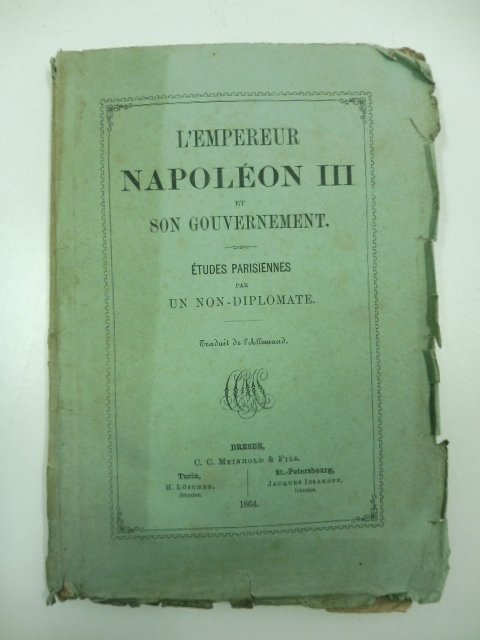 L'EMPEREUR
NAPOLÉON III
ET
SON GOUVERNEMENT.
ÉTUDES PARISIENNES
PAR
UN NON-DIPLOMATE.
Traduit de l'Allemand.
DRESDE,
C. C. MEINHOLD & FILS.
Turin,
H. LŒSCHER,
libraire.
St.-Petersbourg,
JACQUES ISSAKOFF,
libraire.
1864.